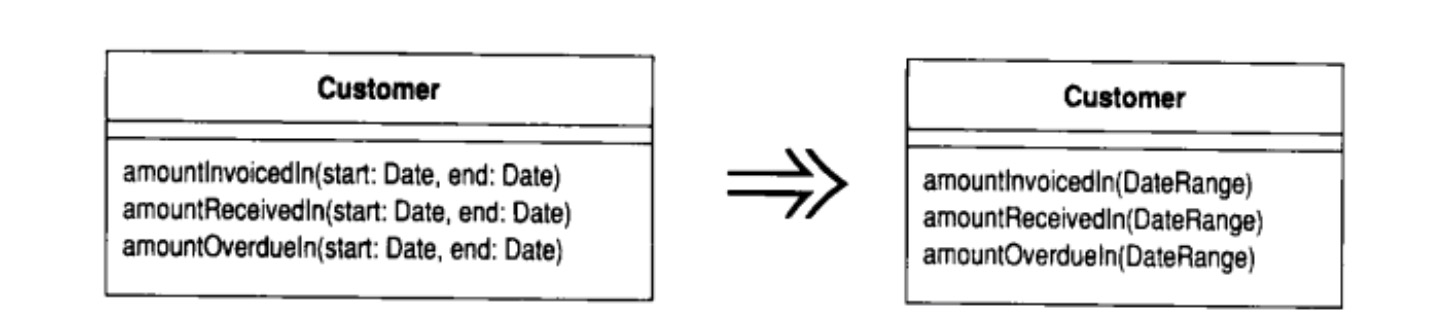 Customer
amountInvoicedIn(start: Date, end: Date)
amountReceivedIn(start: Date, end: Date)
amountOverdueIn(start: Date, end: Date)
Customer
amountInvoicedIn(DateRange)
amountReceivedIn(DateRange)
amountOverdueIn(DateRange)